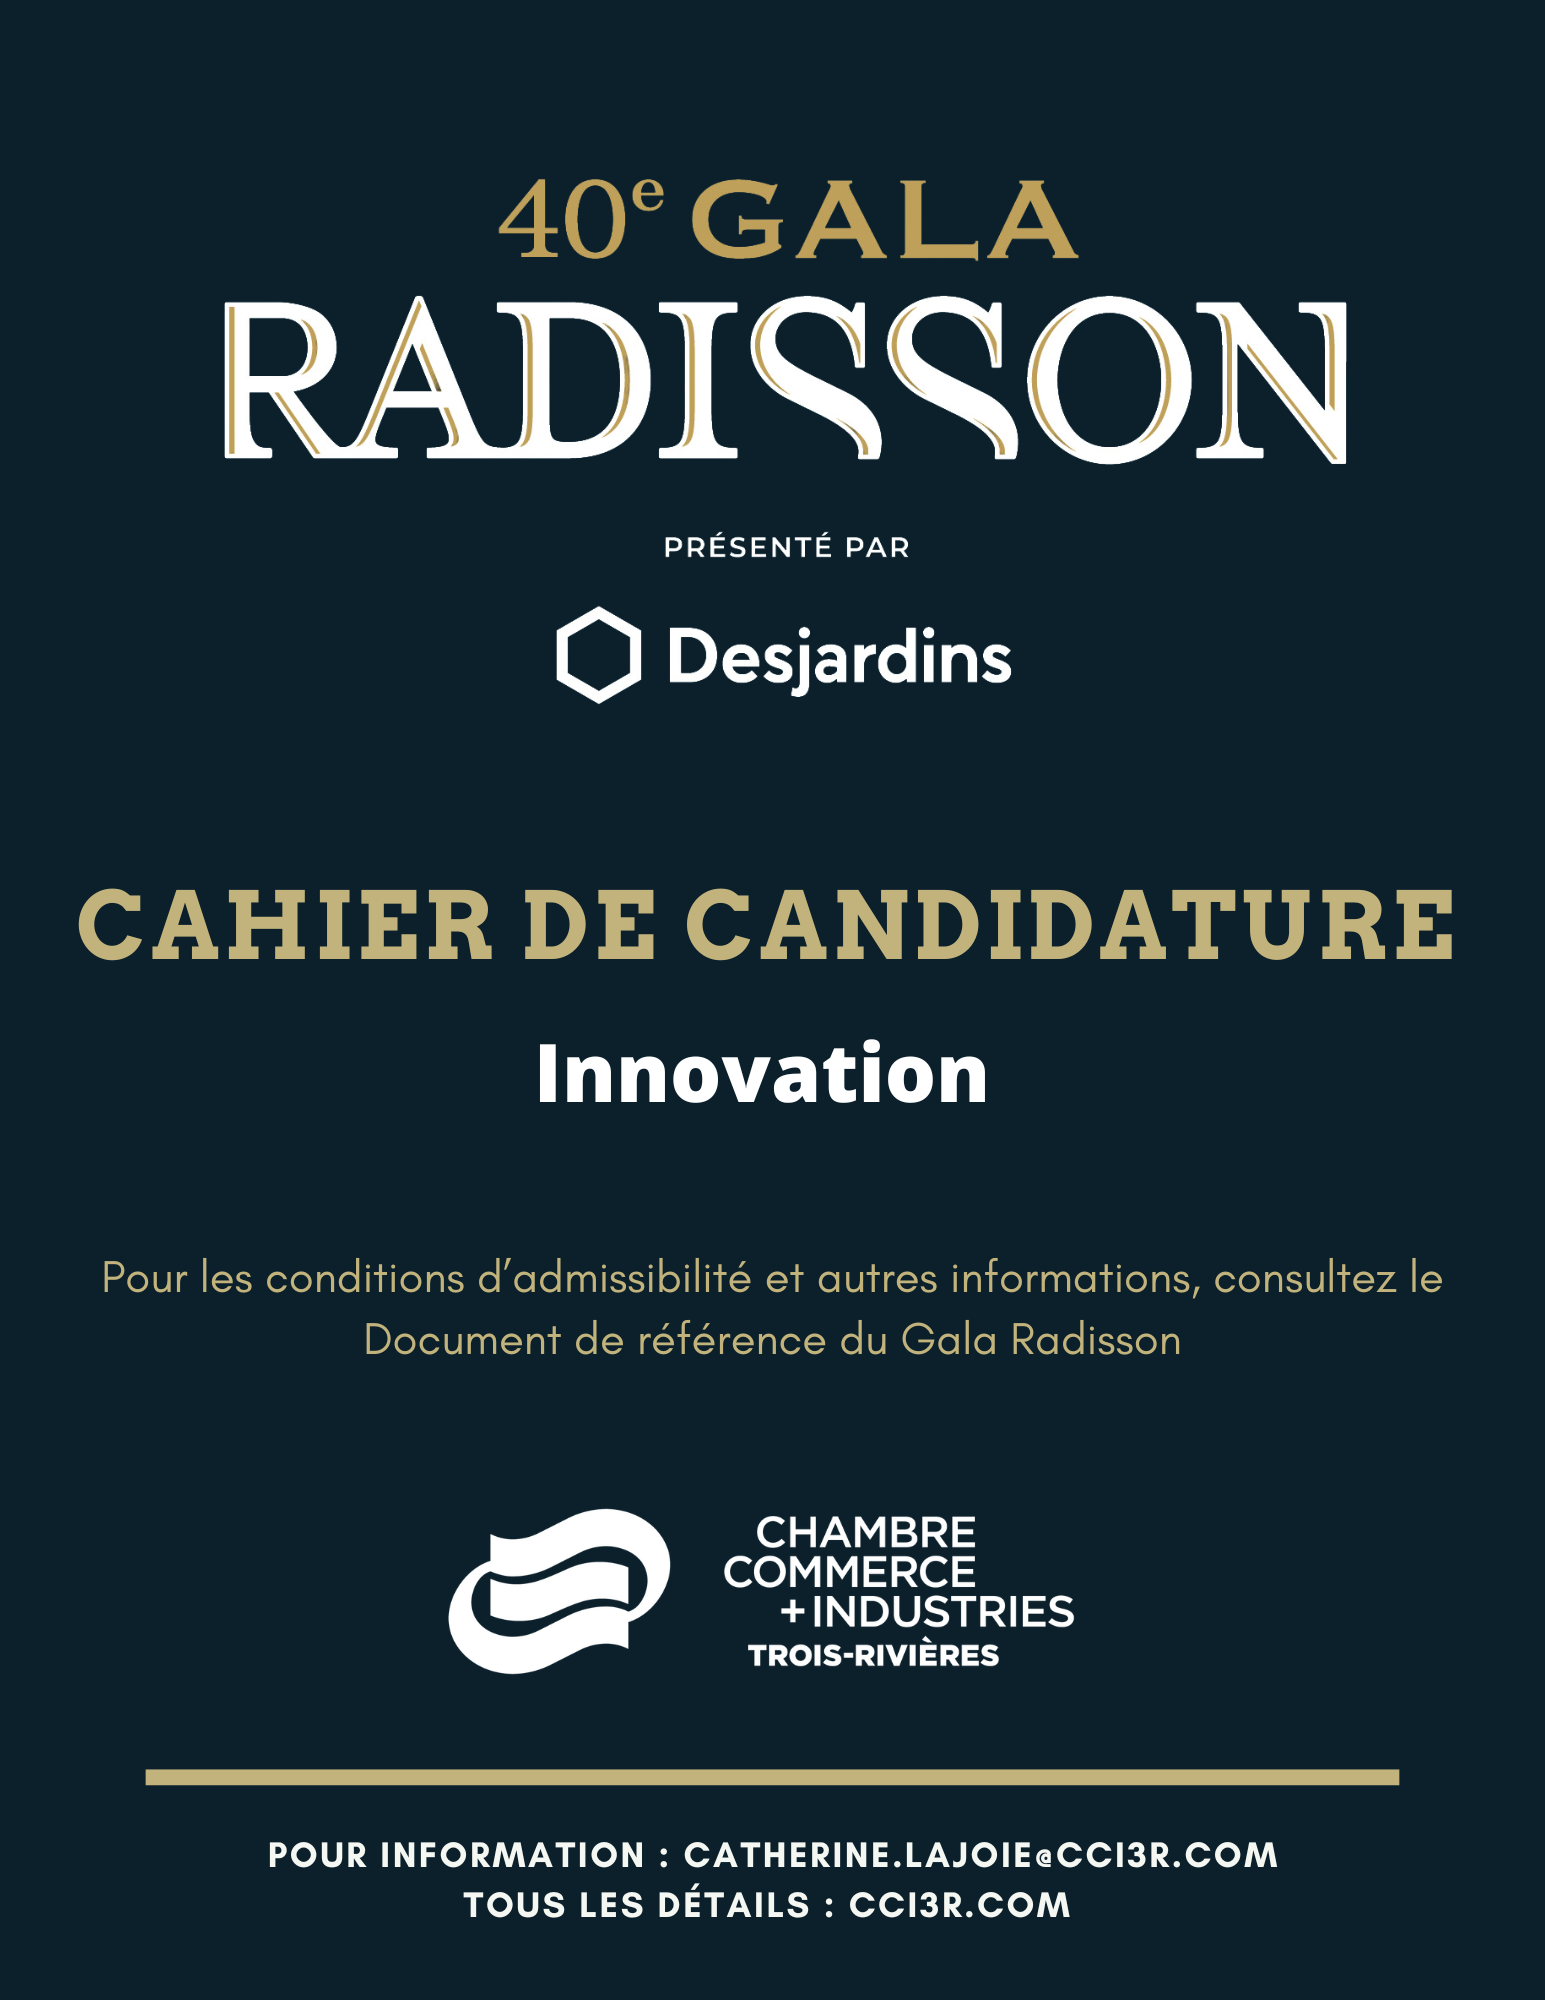 40e GALA
RADISSON
PRÉSENTÉ PAR
Desjardins
CAHIER DE CANDIDATURE
Innovation
Pour les conditions d’admissibilité et autres informations, consultez le
Document de référence du Gala Radisson
CHAMBRE
COMMERCE
+INDUSTRIES
TROIS-RIVIÈRES
POUR INFORMATION : CATHERINE.LAJOIE@CCI3R.COM
TOUS LES DÉTAILS : CCI3R.COM